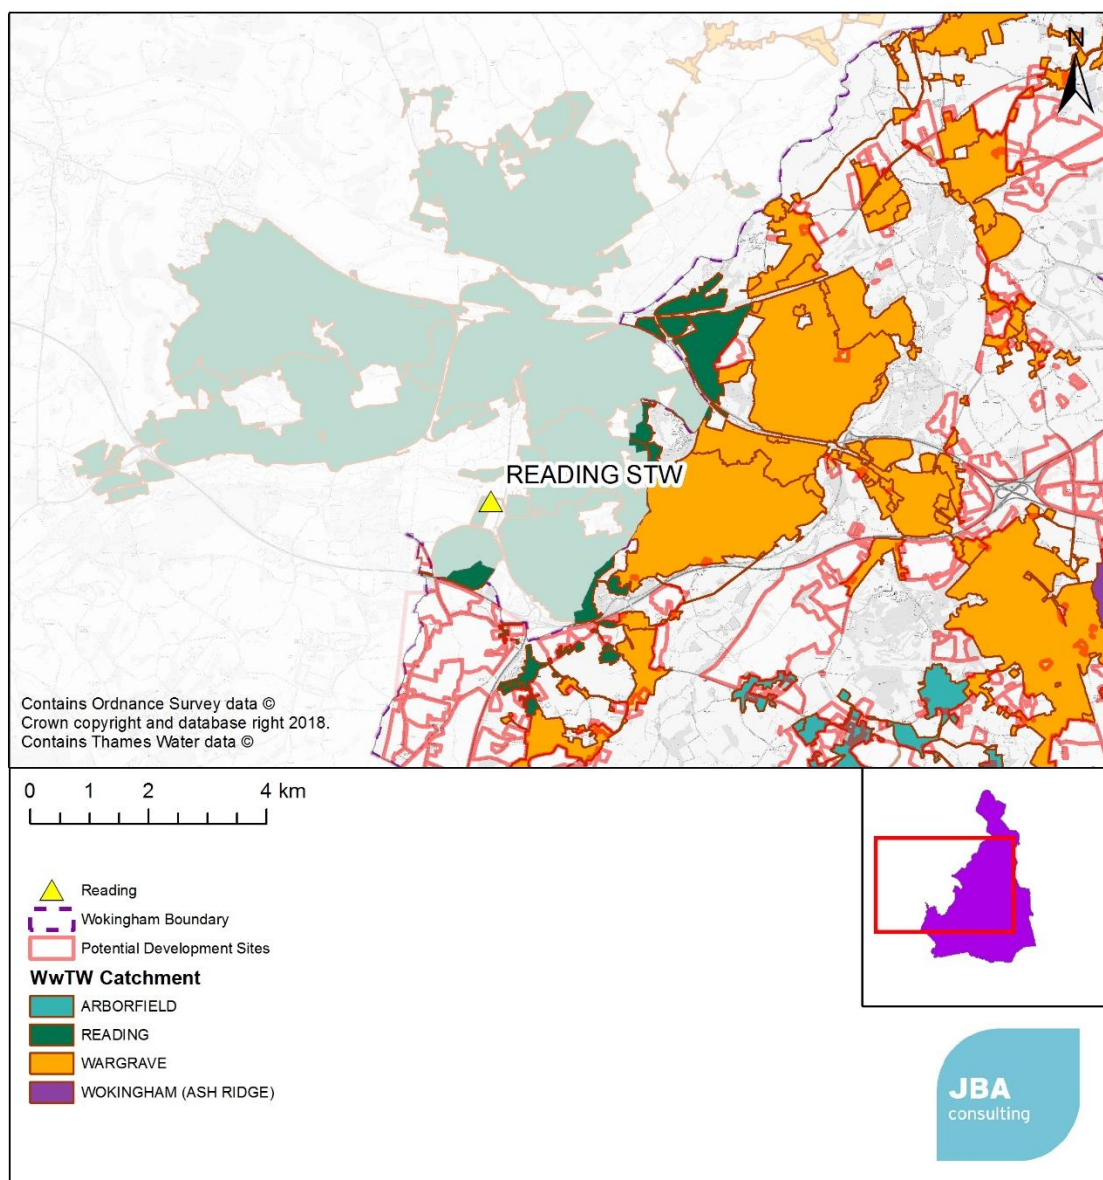 N
READING STW
Contains Ordnance Survey data ©
Crown copyright and database right 2018.
Contains Thames Water data ©
0 1 2 4 km
Reading
Wokingham Boundary
Potential Development Sites
WwTW Catchment
ARBORFIELD
READING
WARGRAVE
WOKINGHAM (ASH RIDGE)
JBA
consulting